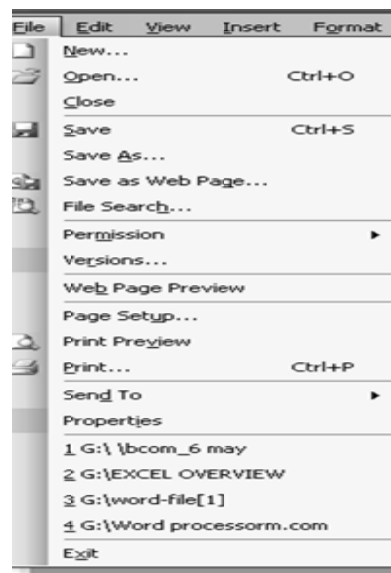 File Edit View Insert Format
New...
Open... Ctrl+O
Close
Save Ctrl+S
Save As...
Save as Web Page...
File Search...
Permission
Versions...
Web Page Preview
Page Setup...
Print Preview
Print... Ctrl+P
Send To
Properties
1 G:\ \bcom_6 may
2 G:\EXCEL OVERVIEW
3 G:\word-file[1]
4 G:\Word processorm.com
Exit